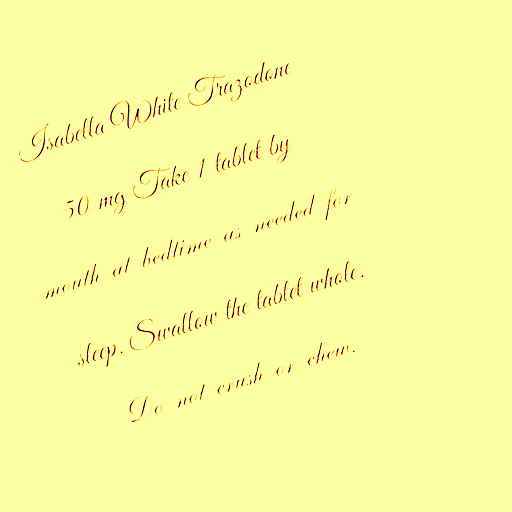 Isabella White Trazodone
50 mg Take 1 tablet by
mouth at bedtime as needed for
sleep. Swallow the tablet whole.
Do not crush or chew.